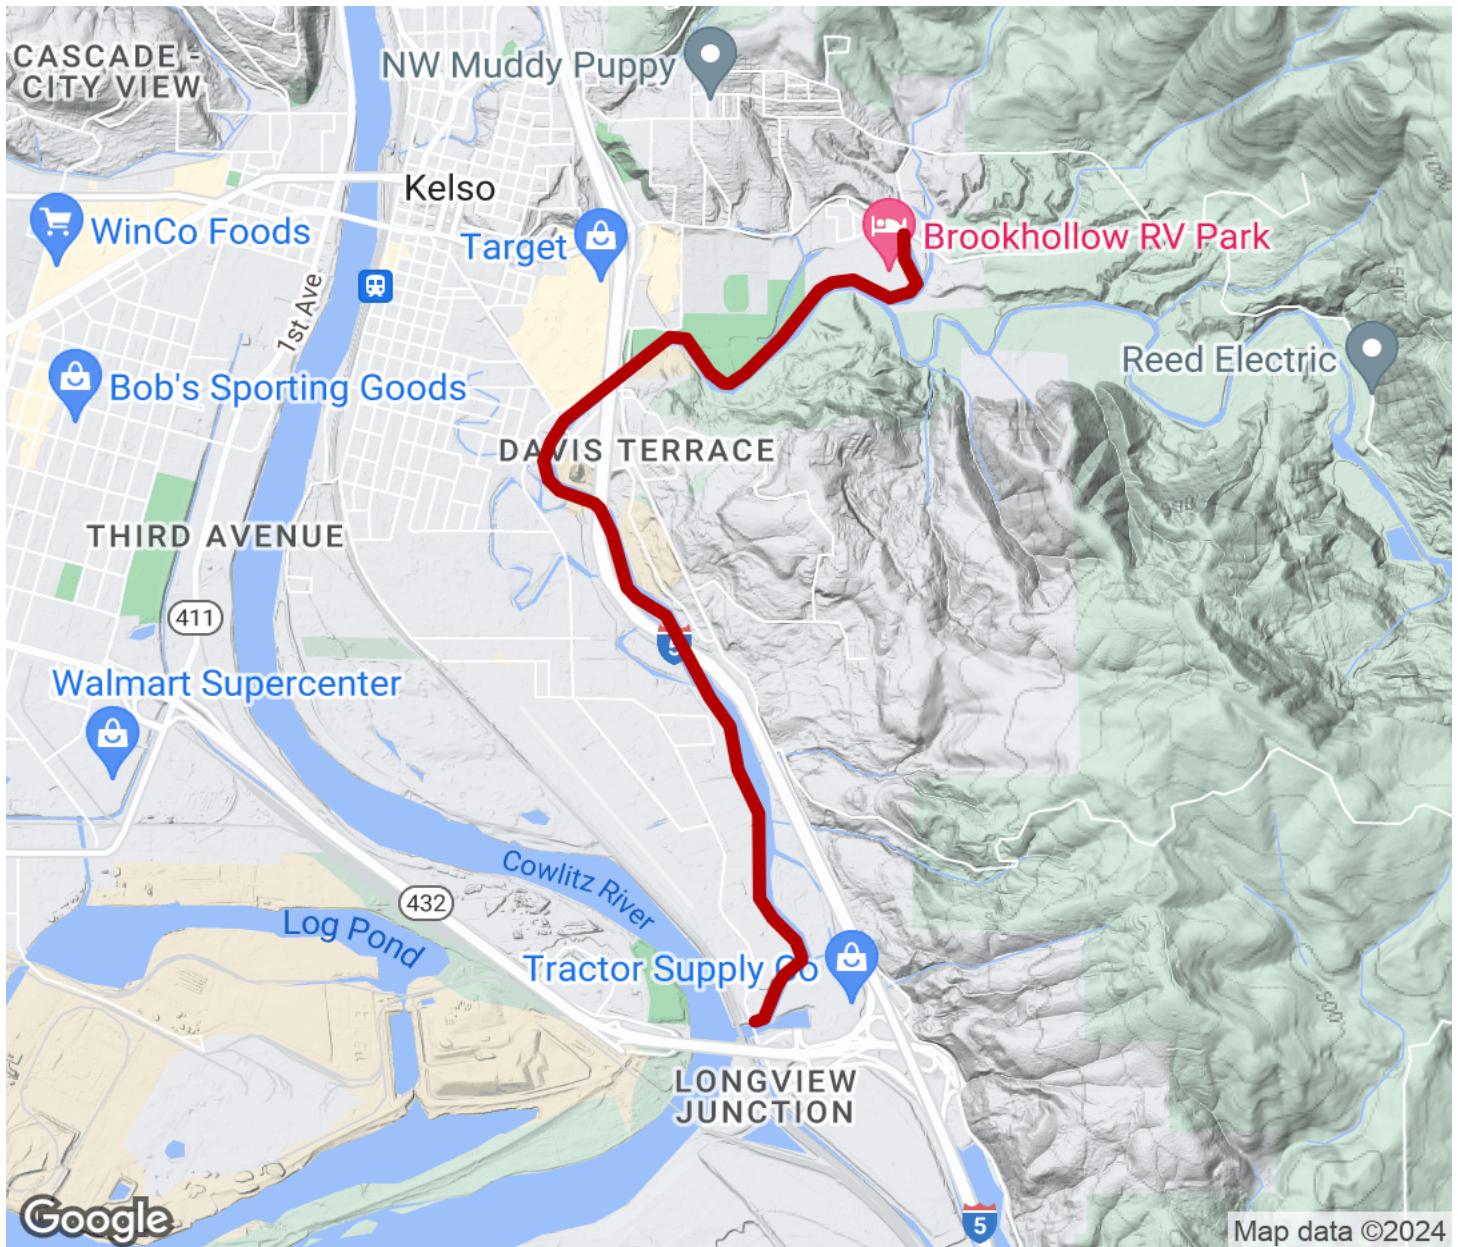 CASCADE -
CITY VIEW
NW Muddy Puppy
Kelso
WinCo Foods
Target
Brookhollow RV Park
1st Ave
Reed Electric
Bob's Sporting Goods
DAVIS TERRACE
THIRD AVENUE
411
5
Walmart Supercenter
Cowlitz River
432
Log Pond
Tractor Supply Co
500
LONGVIEW
JUNCTION
5
Google
Map data ©2024